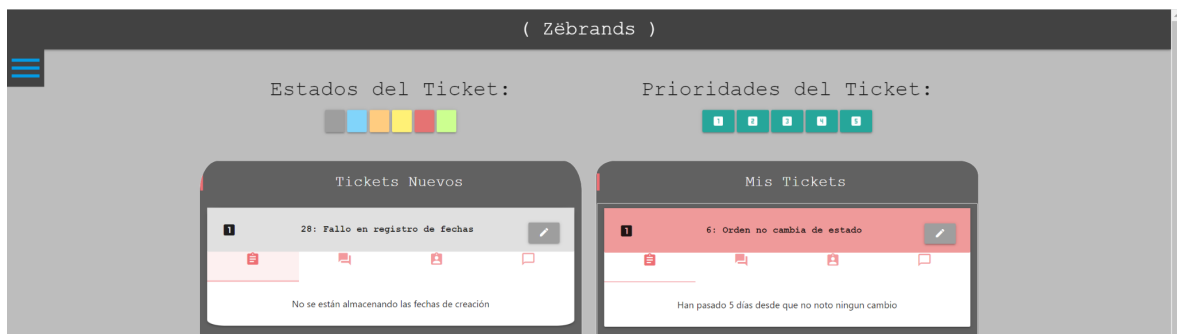 ( Zëbrands )
Estados del Ticket:
Prioridades del Ticket:
1 2 3 4 5
Tickets Nuevos
Mis Tickets
1 28: Fallo en registro de fechas
1 6: Orden no cambia de estado
No se están almacenando las fechas de creación
Han pasado 5 días desde que no noto ningun cambio